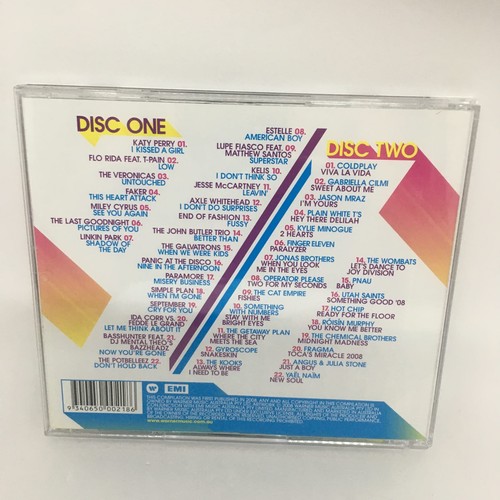 DISC ONE
KATY PERRY 01.
I KISSED A GIRL
FLO RIDA FEAT. T-PAIN 02.
LOW
THE VERONICAS 03.
UNTOUCHED
FAKER 04.
THIS HEART ATTACK
MILEY CYRUS 05.
SEE YOU AGAIN
THE LAST GOODNIGHT 06.
PICTURES OF YOU
LINKIN PARK 07.
SHADOW OF
THE DAY
ESTELLE 08.
AMERICAN BOY
LUPE FIASCO FEAT. 09.
MATTHEW SANTOS
SUPERSTAR
KELIS 10.
I DON'T THINK SO
JESSE McCARTNEY 11.
LEAVIN'
AXLE WHITEHEAD 12.
I DON'T DO SURPRISES
END OF FASHION 13.
FUSSY
THE JOHN BUTLER TRIO 14.
BETTER THAN
THE GALVATRONS 15.
WHEN WE WERE KIDS
PANIC AT THE DISCO 16.
NINE IN THE AFTERNOON
PARAMORE 17.
MISERY BUSINESS
SIMPLE PLAN 18.
WHEN I'M GONE
SEPTEMBER 19.
CRY FOR YOU
IDA CORR VS. 20.
FEDDE LE GRAND
LET ME THINK ABOUT IT
BASSHUNTER FEAT. 21.
DJ MENTAL THEO'S
BAZZHEADZ
NOW YOU'RE GONE
THE POTBELLEEZ 22.
DON'T HOLD BACK
DISC TWO
01. COLDPLAY
VIVA LA VIDA
02. GABRIELLA CILMI
SWEET ABOUT ME
03. JASON MRAZ
I'M YOURS
04. PLAIN WHITE T'S
HEY THERE DELILAH
05. KYLIE MINOGUE
2 HEARTS
06. FINGER ELEVEN
PARALYZER
07. JONAS BROTHERS
WHEN YOU LOOK
ME IN THE EYES
08. OPERATOR PLEASE
TWO FOR MY SECONDS
09. THE CAT EMPIRE
FISHIES
10. SOMETHING
WITH NUMBERS
STAY WITH ME
BRIGHT EYES
11. THE GETAWAY PLAN
WHERE THE CITY
MEETS THE SEA
12. GYROSCOPE
SNAKESKIN
13. THE KOOKS
ALWAYS WHERE
I NEED TO BE
14. THE WOMBATS
LET'S DANCE TO
JOY DIVISION
15. PNAU
BABY
16. UTAH SAINTS
SOMETHING GOOD '08
17. HOT CHIP
READY FOR THE FLOOR
18. RÓISÍN MURPHY
YOU KNOW ME BETTER
19. THE CHEMICAL BROTHERS
MIDNIGHT MADNESS
20. FRAGMA
TOCA'S MIRACLE 2008
21. ANGUS & JULIA STONE
JUST A BOY
22. YAËL NAÏM
NEW SOUL
9 340650 002186
EMI
www.warnermusic.com.au